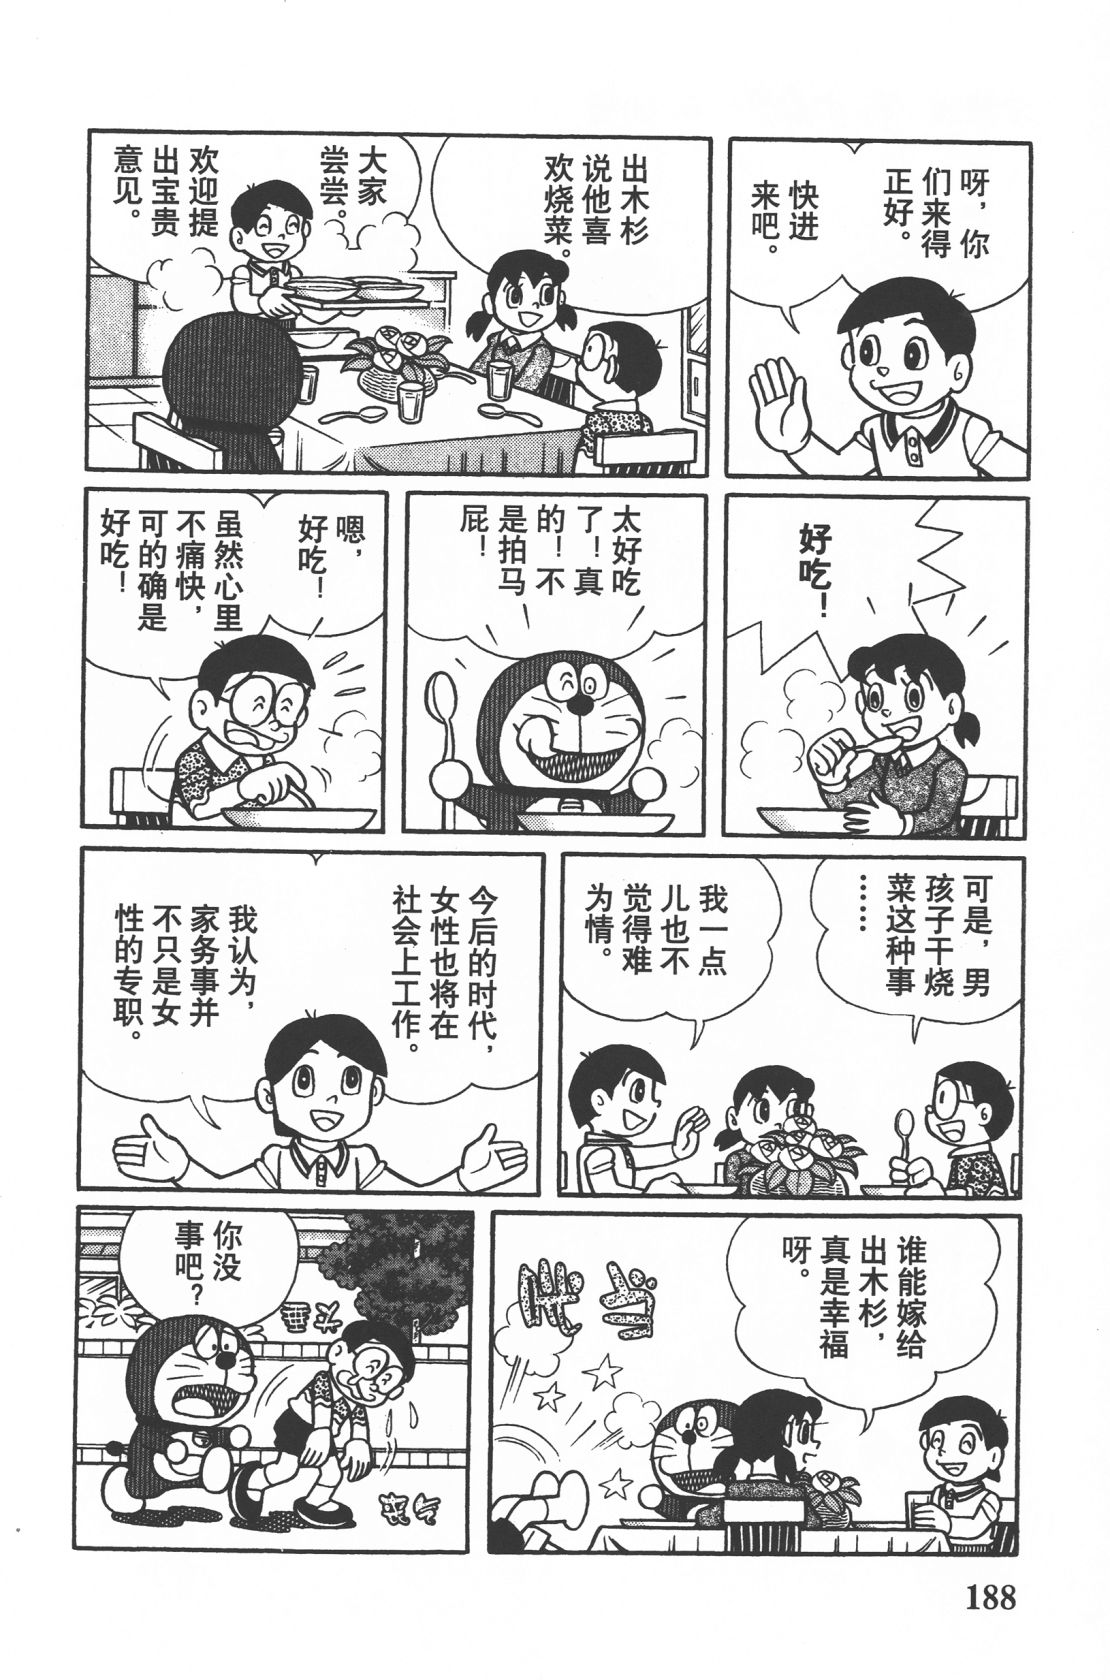 呀，你
们来得
正好。
快进
来吧。
出木杉
说他喜
欢烧菜。
大家
尝尝。
欢迎提
出宝贵
意见。
好吃！
太好吃
了！真
的！不
是拍马
屁！
嗯，
好吃！
虽然心里
不痛快，
可的确是
好吃！
可是，男
孩子干烧
菜这种事
……
我一点
儿也不
觉得难
为情。
今后的时代，
女性也将在
社会上工作。
我认为，
家务事并
不只是女
性的专职。
谁能嫁给
出木杉，
真是幸福
呀。
你没
事吧？
188